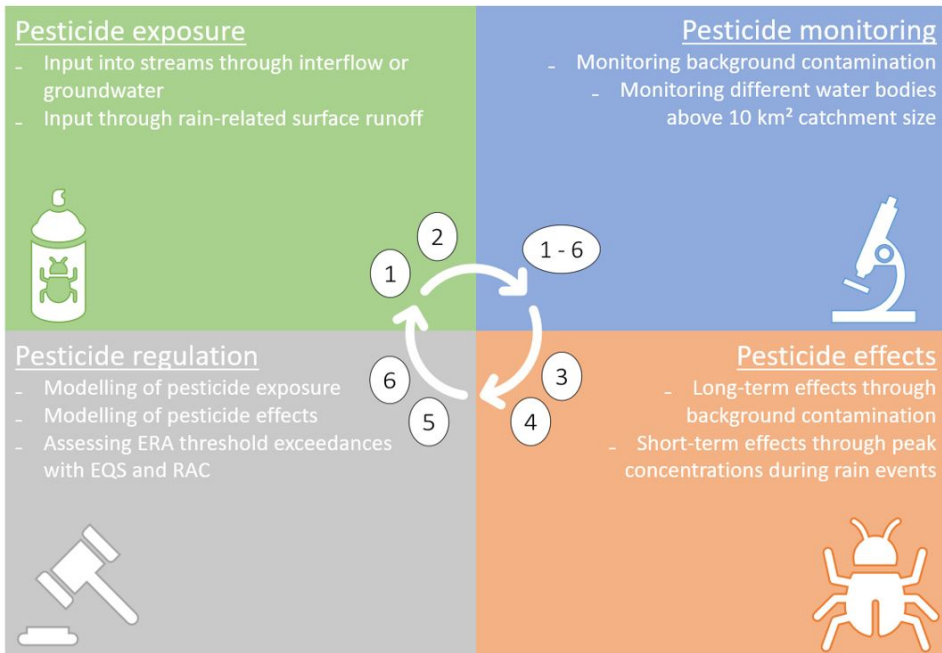 Pesticide exposure
- Input into streams through interflow or
groundwater
- Input through rain-related surface runoff
Pesticide monitoring
- Monitoring background contamination
- Monitoring different water bodies
above 10 km² catchment size
2
1
1 - 6
Pesticide regulation
- Modelling of pesticide exposure
- Modelling of pesticide effects
- Assessing ERA threshold exceedances
with EQS and RAC
6
5
3
4
Pesticide effects
- Long-term effects through
background contamination
- Short-term effects through peak
concentrations during rain events